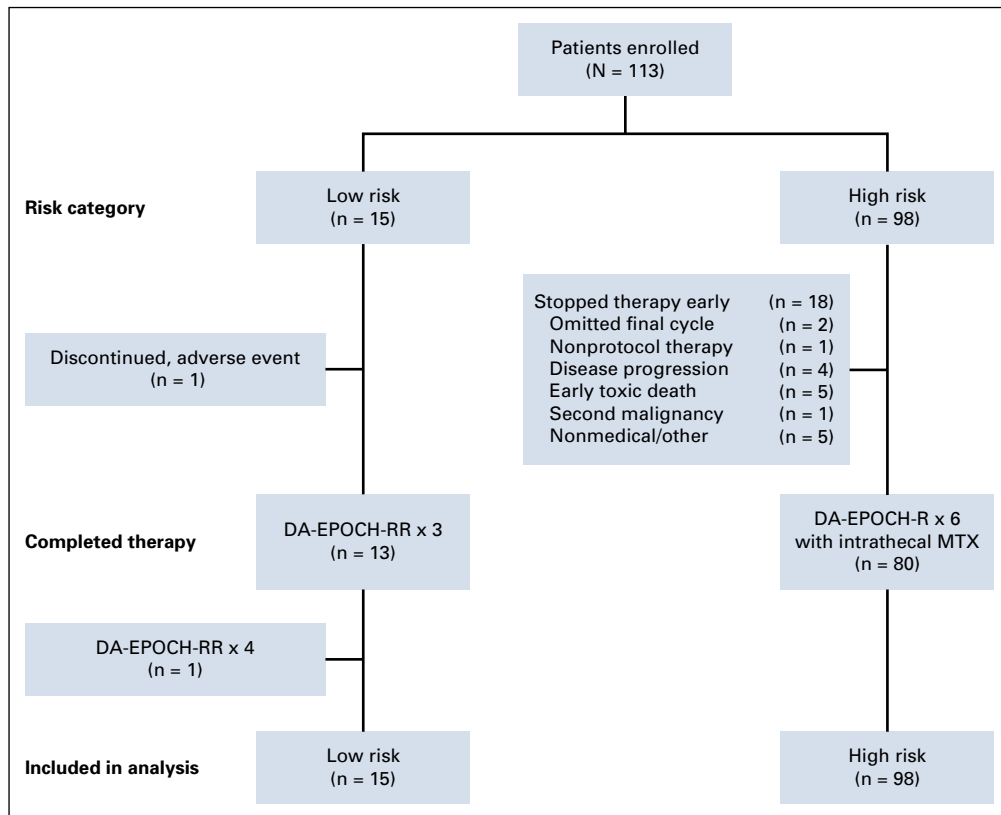 Patients enrolled
(N = 113)
Risk category
Low risk
(n = 15)
High risk
(n = 98)
Discontinued, adverse event
(n = 1)
Stopped therapy early (n = 18)
Omitted final cycle (n = 2)
Nonprotocol therapy (n = 1)
Disease progression (n = 4)
Early toxic death (n = 5)
Second malignancy (n = 1)
Nonmedical/other (n = 5)
Completed therapy
DA-EPOCH-RR x 3
(n = 13)
DA-EPOCH-R x 6
with intrathecal MTX
(n = 80)
DA-EPOCH-RR x 4
(n = 1)
Included in analysis
Low risk
(n = 15)
High risk
(n = 98)